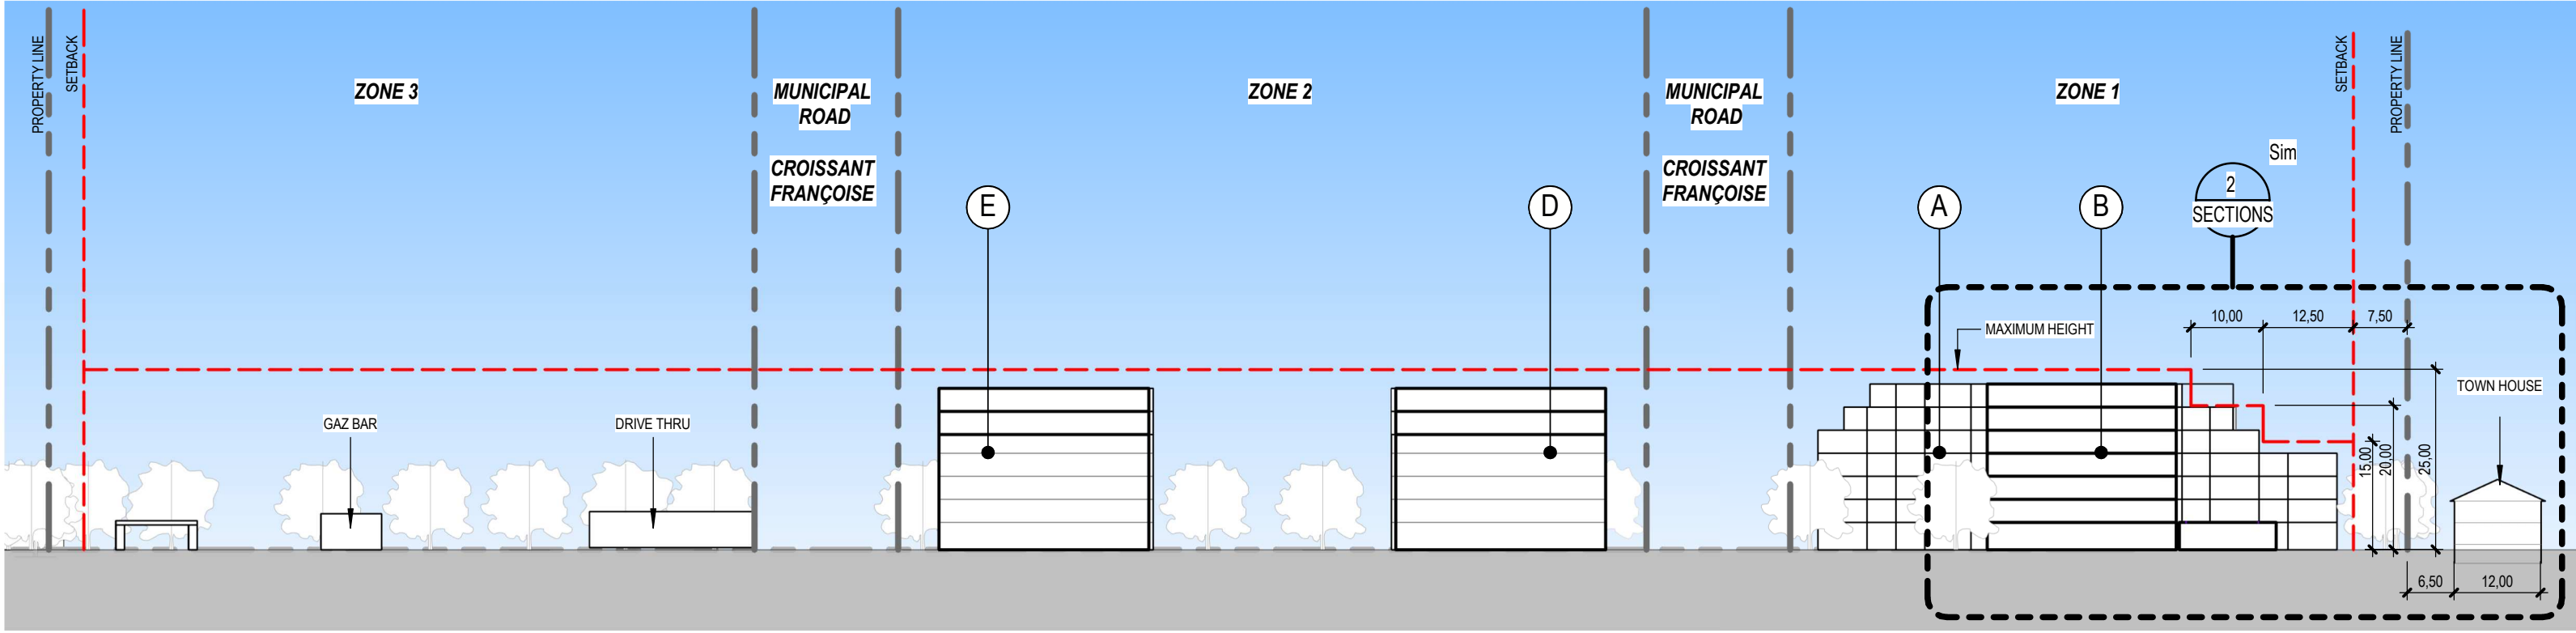 PROPERTY LINE
SETBACK
ZONE 3
MUNICIPAL
ROAD
CROISSANT
FRANÇOISE
ZONE 2
MUNICIPAL
ROAD
CROISSANT
FRANÇOISE
ZONE 1
SETBACK
PROPERTY LINE
Sim
2
SECTIONS
E
D
A
B
10,00
12,50
7,50
MAXIMUM HEIGHT
TOWN HOUSE
GAZ BAR
DRIVE THRU
15,00
20,00
25,00
6,50
12,00